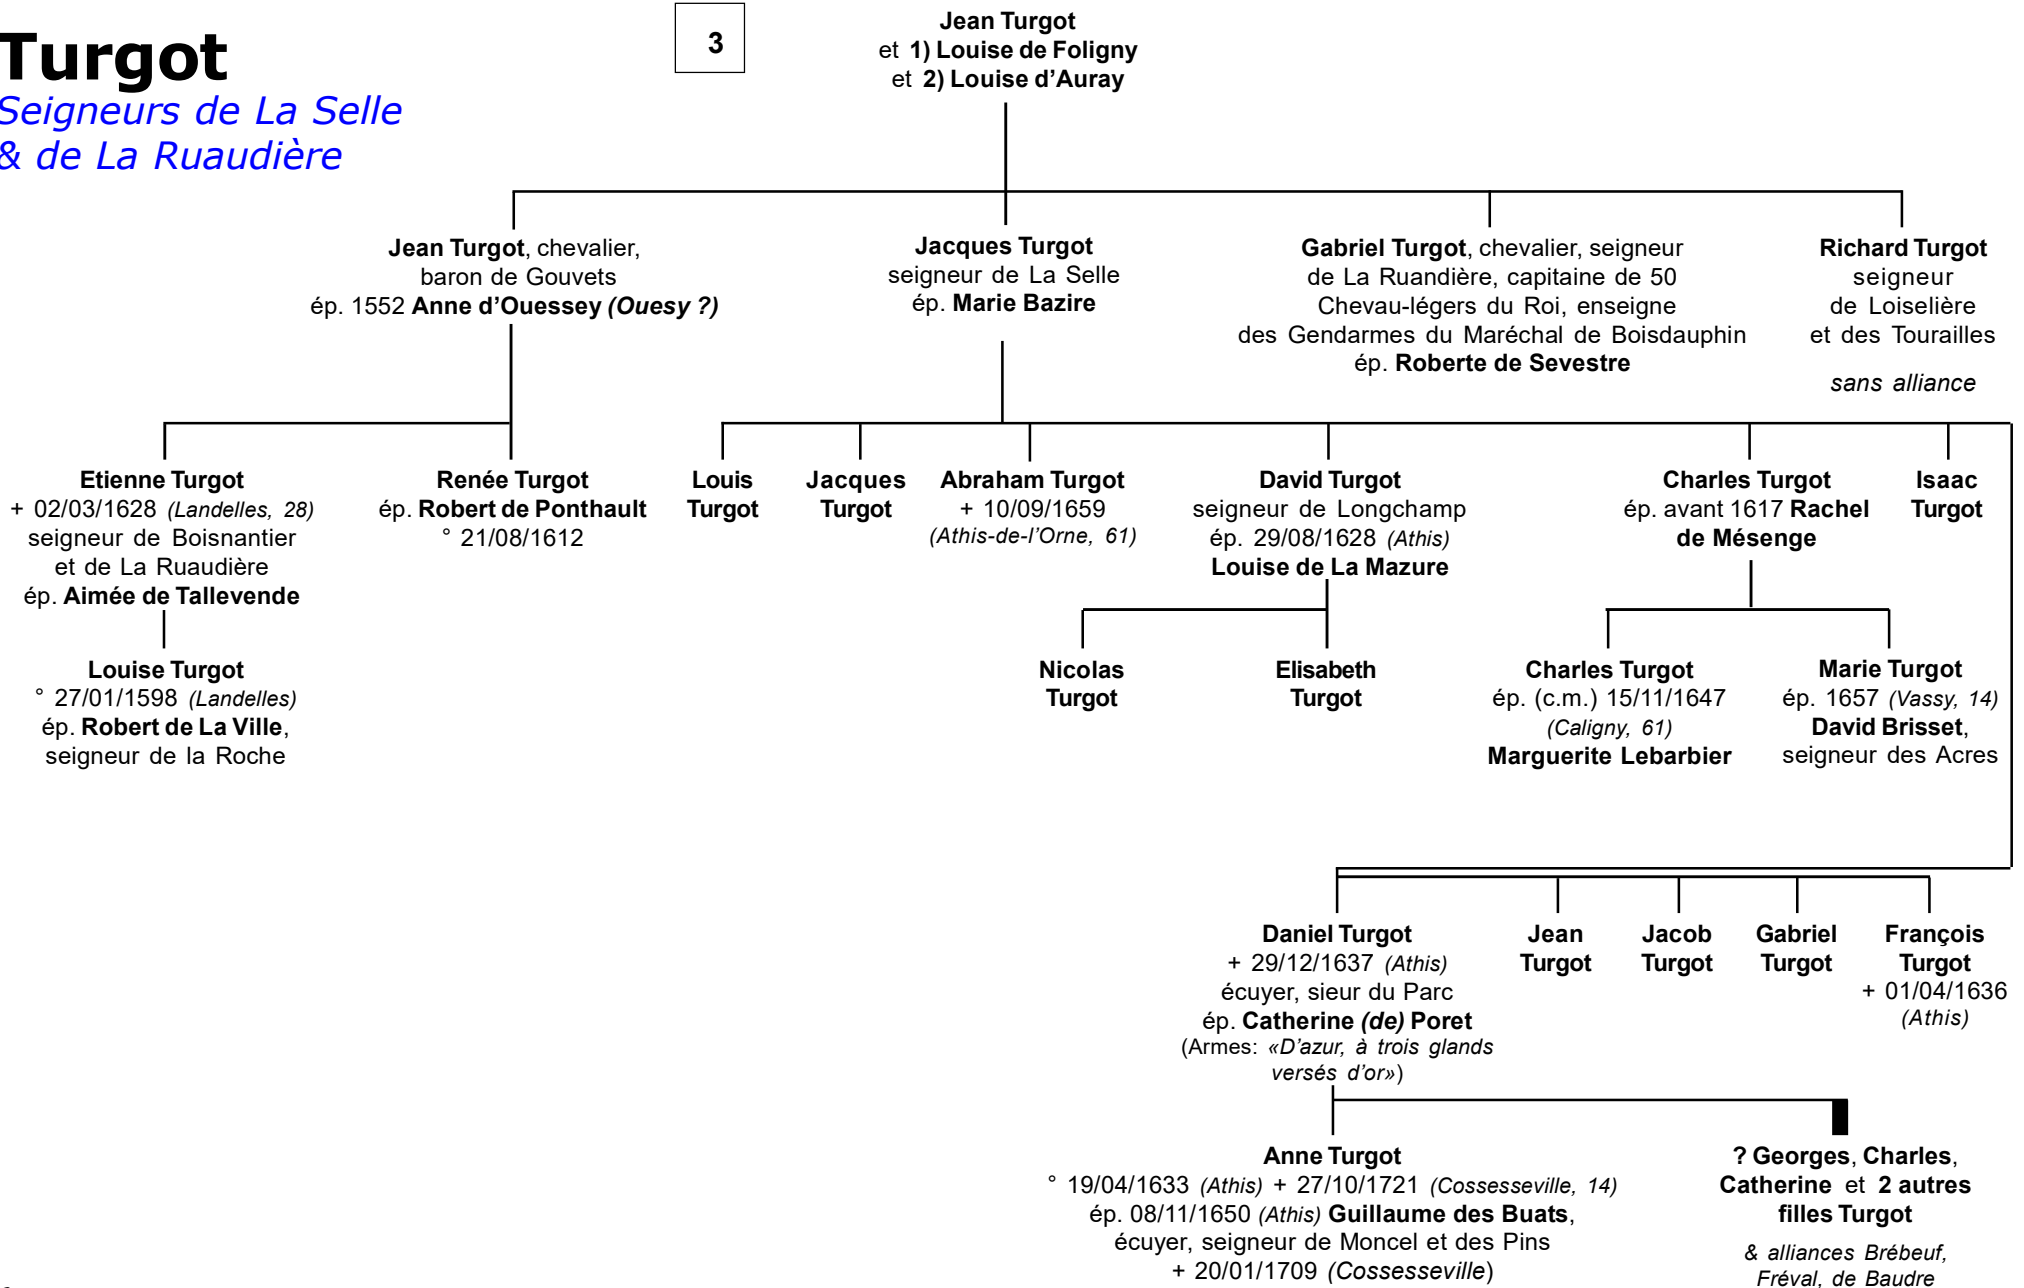 Turgot
Seigneurs de La Selle
& de La Ruaudière
3
Jean Turgot
et 1) Louise de Foligny
et 2) Louise d'Auray
Jean Turgot, chevalier,
baron de Gouvets
ép. 1552 Anne d'Ouessey (Ouesy ?)
Jacques Turgot
seigneur de La Selle
ép. Marie Bazire
Gabriel Turgot, chevalier, seigneur
de La Ruandière, capitaine de 50
Chevau-légers du Roi, enseigne
des Gendarmes du Maréchal de Boisdauphin
ép. Roberte de Sevestre
Richard Turgot
seigneur
de Loiselière
et des Tourailles
sans alliance
Etienne Turgot
+ 02/03/1628 (Landelles, 28)
seigneur de Boisnantier
et de La Ruaudière
ép. Aimée de Tallevende
Renée Turgot
ép. Robert de Ponthault
° 21/08/1612
Louis
Turgot
Jacques
Turgot
Abraham Turgot
+ 10/09/1659
(Athis-de-l'Orne, 61)
David Turgot
seigneur de Longchamp
ép. 29/08/1628 (Athis)
Louise de La Mazure
Charles Turgot
ép. avant 1617 Rachel
de Mésenge
Isaac
Turgot
Louise Turgot
° 27/01/1598 (Landelles)
ép. Robert de La Ville,
seigneur de la Roche
Nicolas
Turgot
Elisabeth
Turgot
Charles Turgot
ép. (c.m.) 15/11/1647
(Caligny, 61)
Marguerite Lebarbier
Marie Turgot
ép. 1657 (Vassy, 14)
David Brisset,
seigneur des Acres
Daniel Turgot
+ 29/12/1637 (Athis)
écuyer, sieur du Parc
ép. Catherine (de) Poret
(Armes: «D'azur, à trois glands
versés d'or»)
Jean
Turgot
Jacob
Turgot
Gabriel
Turgot
François
Turgot
+ 01/04/1636
(Athis)
Anne Turgot
° 19/04/1633 (Athis) + 27/10/1721 (Cossesseville, 14)
ép. 08/11/1650 (Athis) Guillaume des Buats,
écuyer, seigneur de Moncel et des Pins
+ 20/01/1709 (Cossesseville)
? Georges, Charles,
Catherine et 2 autres
filles Turgot
& alliances Brébeuf,
Fréval, de Baudre